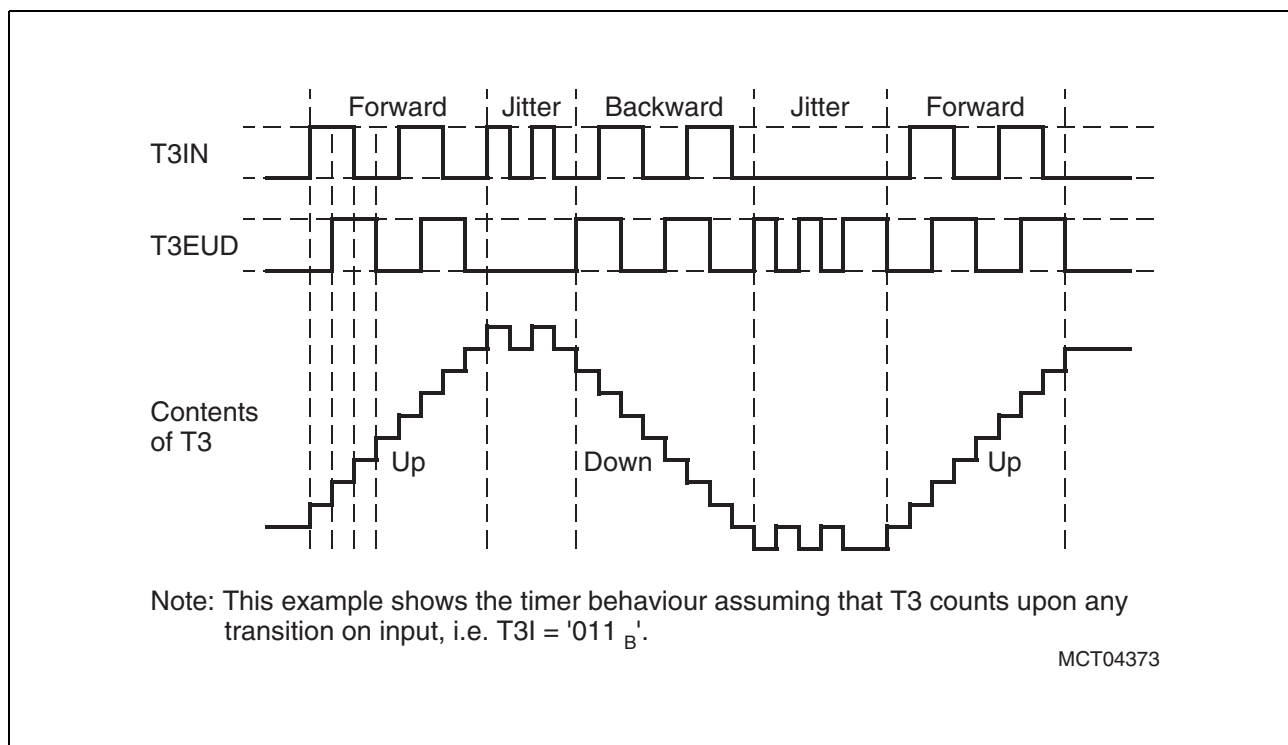 Forward Jitter Backward Jitter Forward
T3IN
T3EUD
Contents
of T3
Up Down Up
Note: This example shows the timer behaviour assuming that T3 counts upon any
transition on input, i.e. T3I = '011 B'.
MCT04373